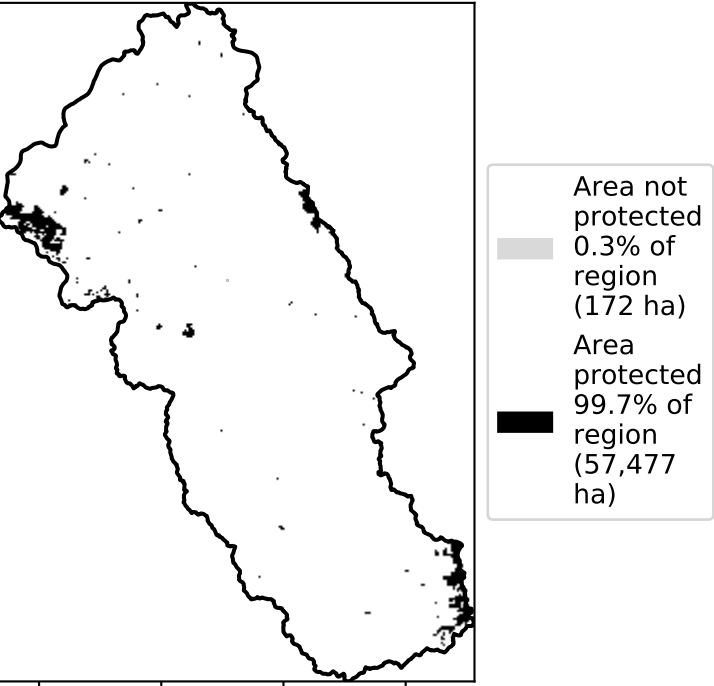 Area not
protected
0.3% of
region
(172 ha)
Area
protected
99.7% of
region
(57,477
ha)